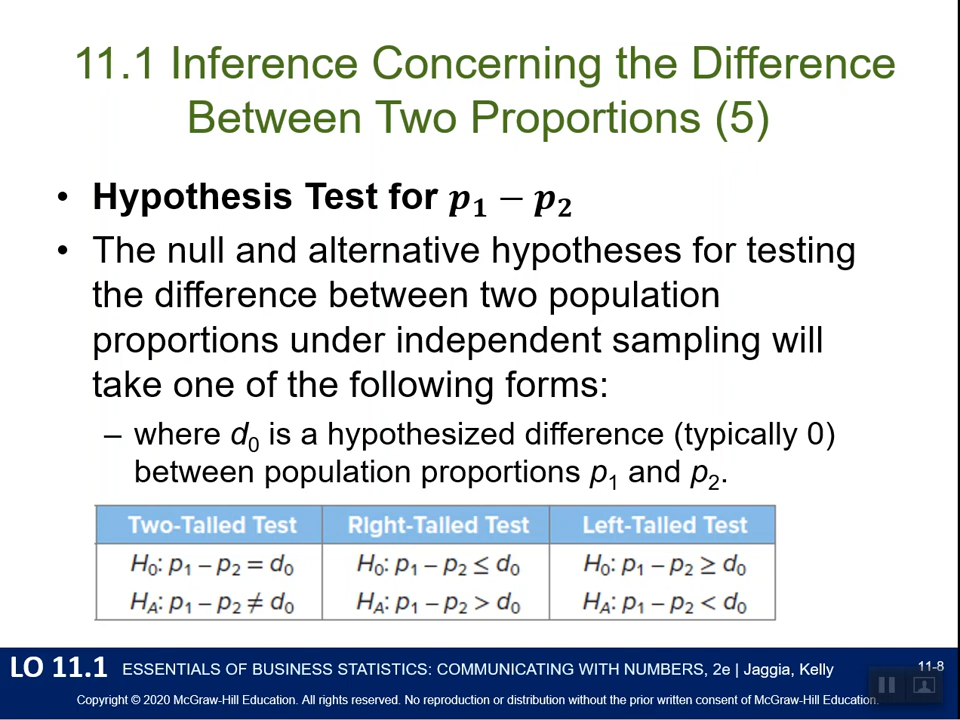 11.1 Inference Concerning the Difference
Between Two Proportions (5)
• Hypothesis Test for p₁ − p₂
• The null and alternative hypotheses for testing
the difference between two population
proportions under independent sampling will
take one of the following forms:
– where d₀ is a hypothesized difference (typically 0)
between population proportions p₁ and p₂.
Two-Tailed Test Right-Tailed Test Left-Tailed Test
H₀: p₁ − p₂ = d₀ H₀: p₁ − p₂ ≤ d₀ H₀: p₁ − p₂ ≥ d₀
Hᴀ: p₁ − p₂ ≠ d₀ Hᴀ: p₁ − p₂ > d₀ Hᴀ: p₁ − p₂ < d₀
LO 11.1 ESSENTIALS OF BUSINESS STATISTICS: COMMUNICATING WITH NUMBERS, 2e | Jaggia, Kelly 11-8
Copyright © 2020 McGraw-Hill Education. All rights reserved. No reproduction or distribution without the prior written consent of McGraw-Hill Education.